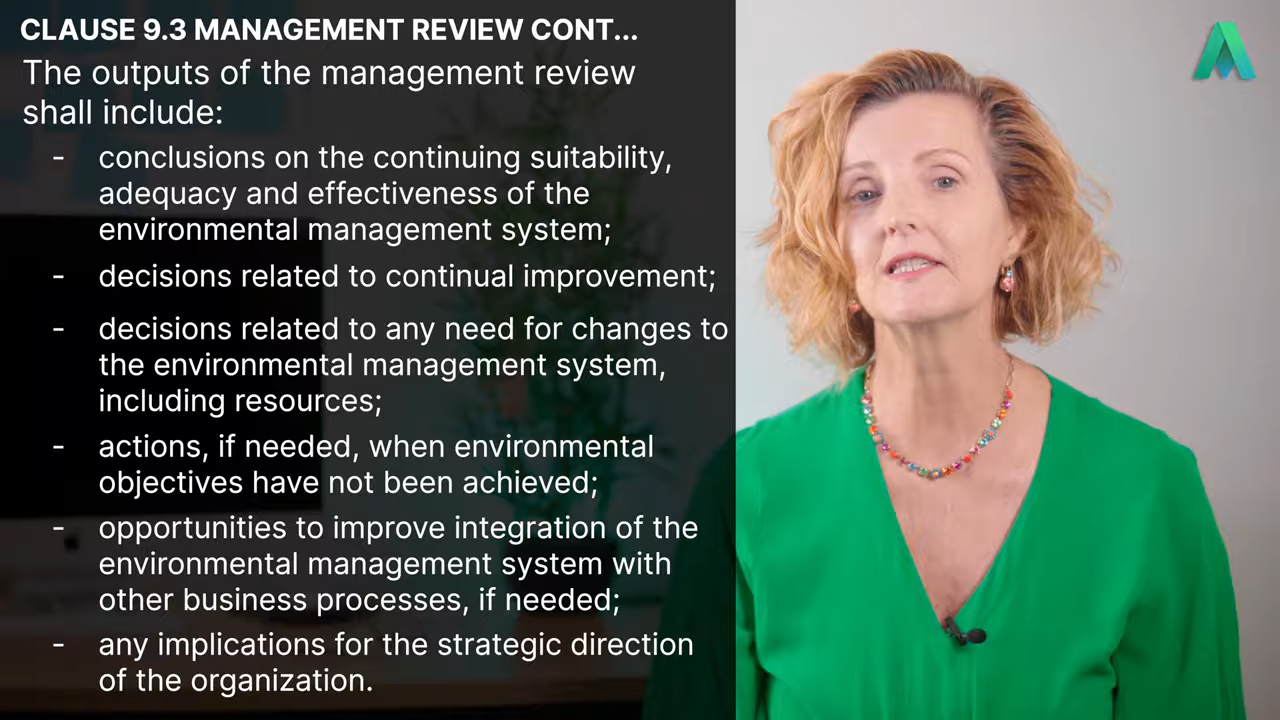 CLAUSE 9.3 MANAGEMENT REVIEW CONT...
The outputs of the management review
shall include:
- conclusions on the continuing suitability,
adequacy and effectiveness of the
environmental management system;
- decisions related to continual improvement;
- decisions related to any need for changes to
the environmental management system,
including resources;
- actions, if needed, when environmental
objectives have not been achieved;
- opportunities to improve integration of the
environmental management system with
other business processes, if needed;
- any implications for the strategic direction
of the organization.